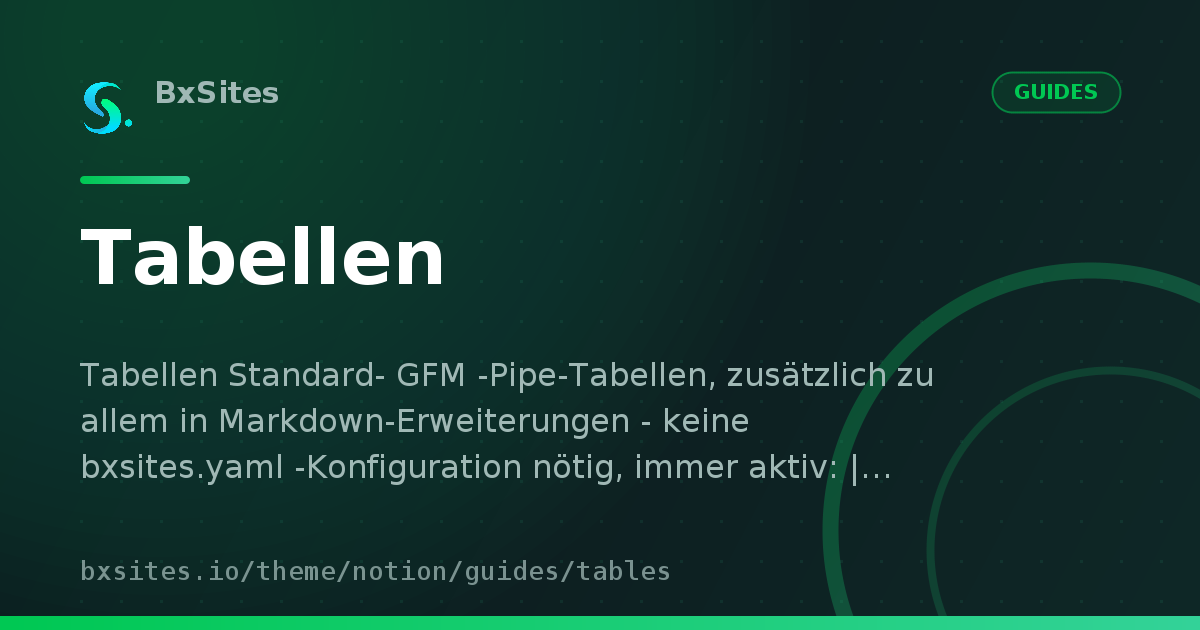 BxSites
GUIDES
Tabellen
Tabellen Standard- GFM -Pipe-Tabellen, zusätzlich zu
allem in Markdown-Erweiterungen - keine
bxsites.yaml -Konfiguration nötig, immer aktiv: |...
bxsites.io/theme/notion/guides/tables